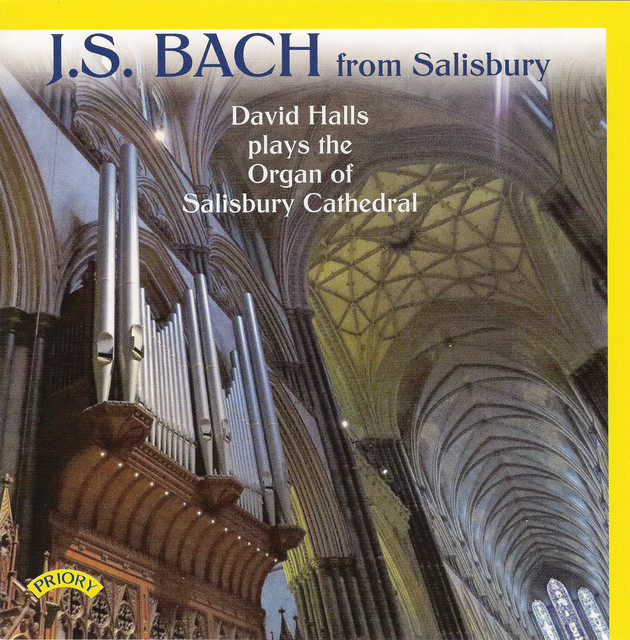 J.S. BACH from Salisbury
David Halls
plays the
Organ of
Salisbury Cathedral
PRIORY